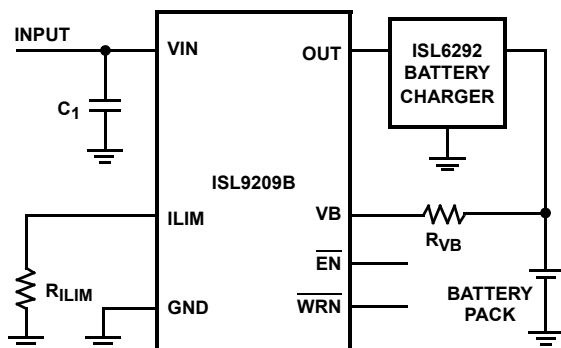 INPUT
VIN
OUT
ISL6292
BATTERY
CHARGER
C1
ISL9209B
ILIM
VB
RVB
EN
RILIM
GND
WRN
BATTERY
PACK